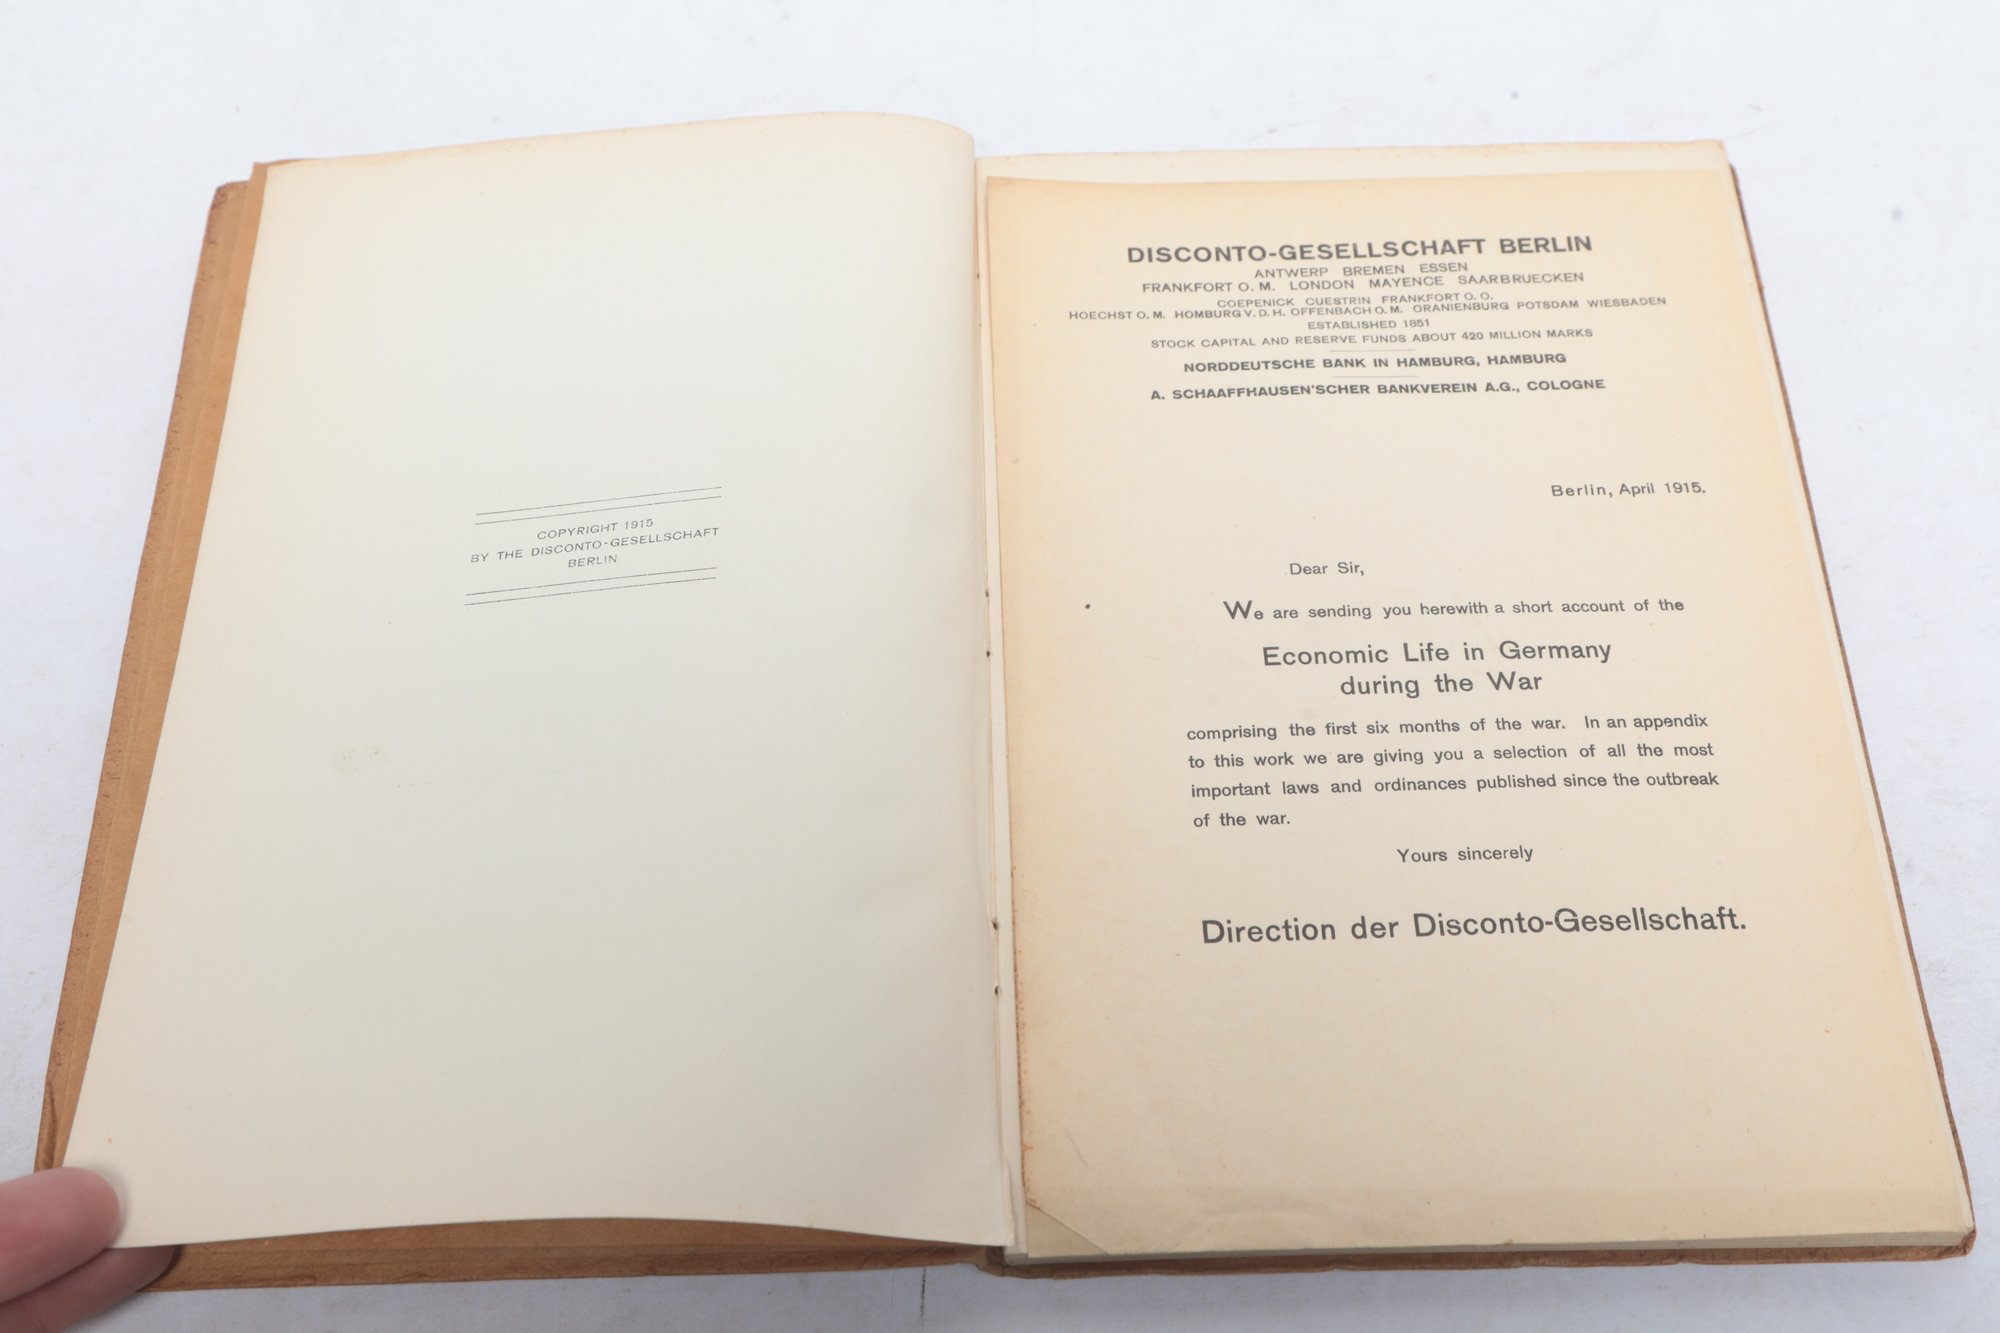 COPYRIGHT 1915
BY THE DISCONTO-GESELLSCHAFT
BERLIN
DISCONTO-GESELLSCHAFT BERLIN
ANTWERP BREMEN ESSEN
FRANKFORT O. M. LONDON MAYENCE SAARBRUECKEN
COEPENICK CUESTRIN FRANKFORT O. O.
HOECHST O. M. HOMBURG V. D. H. OFFENBACH O. M. ORANIENBURG POTSDAM WIESBADEN
ESTABLISHED 1851
STOCK CAPITAL AND RESERVE FUNDS ABOUT 420 MILLION MARKS
NORDDEUTSCHE BANK IN HAMBURG, HAMBURG
A. SCHAAFFHAUSEN'SCHER BANKVEREIN A.G., COLOGNE
Berlin, April 1915.
Dear Sir,
We are sending you herewith a short account of the
Economic Life in Germany
during the War
comprising the first six months of the war. In an appendix
to this work we are giving you a selection of all the most
important laws and ordinances published since the outbreak
of the war.
Yours sincerely
Direction der Disconto-Gesellschaft.